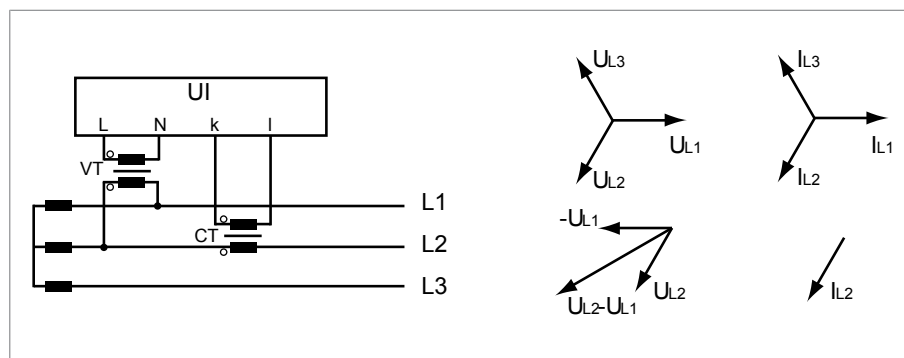 UI
L N k l
VT
CT
L1
L2
L3
UL3
UL1
UL2
IL3
IL1
IL2
-UL1
UL2
UL2-UL1
IL2